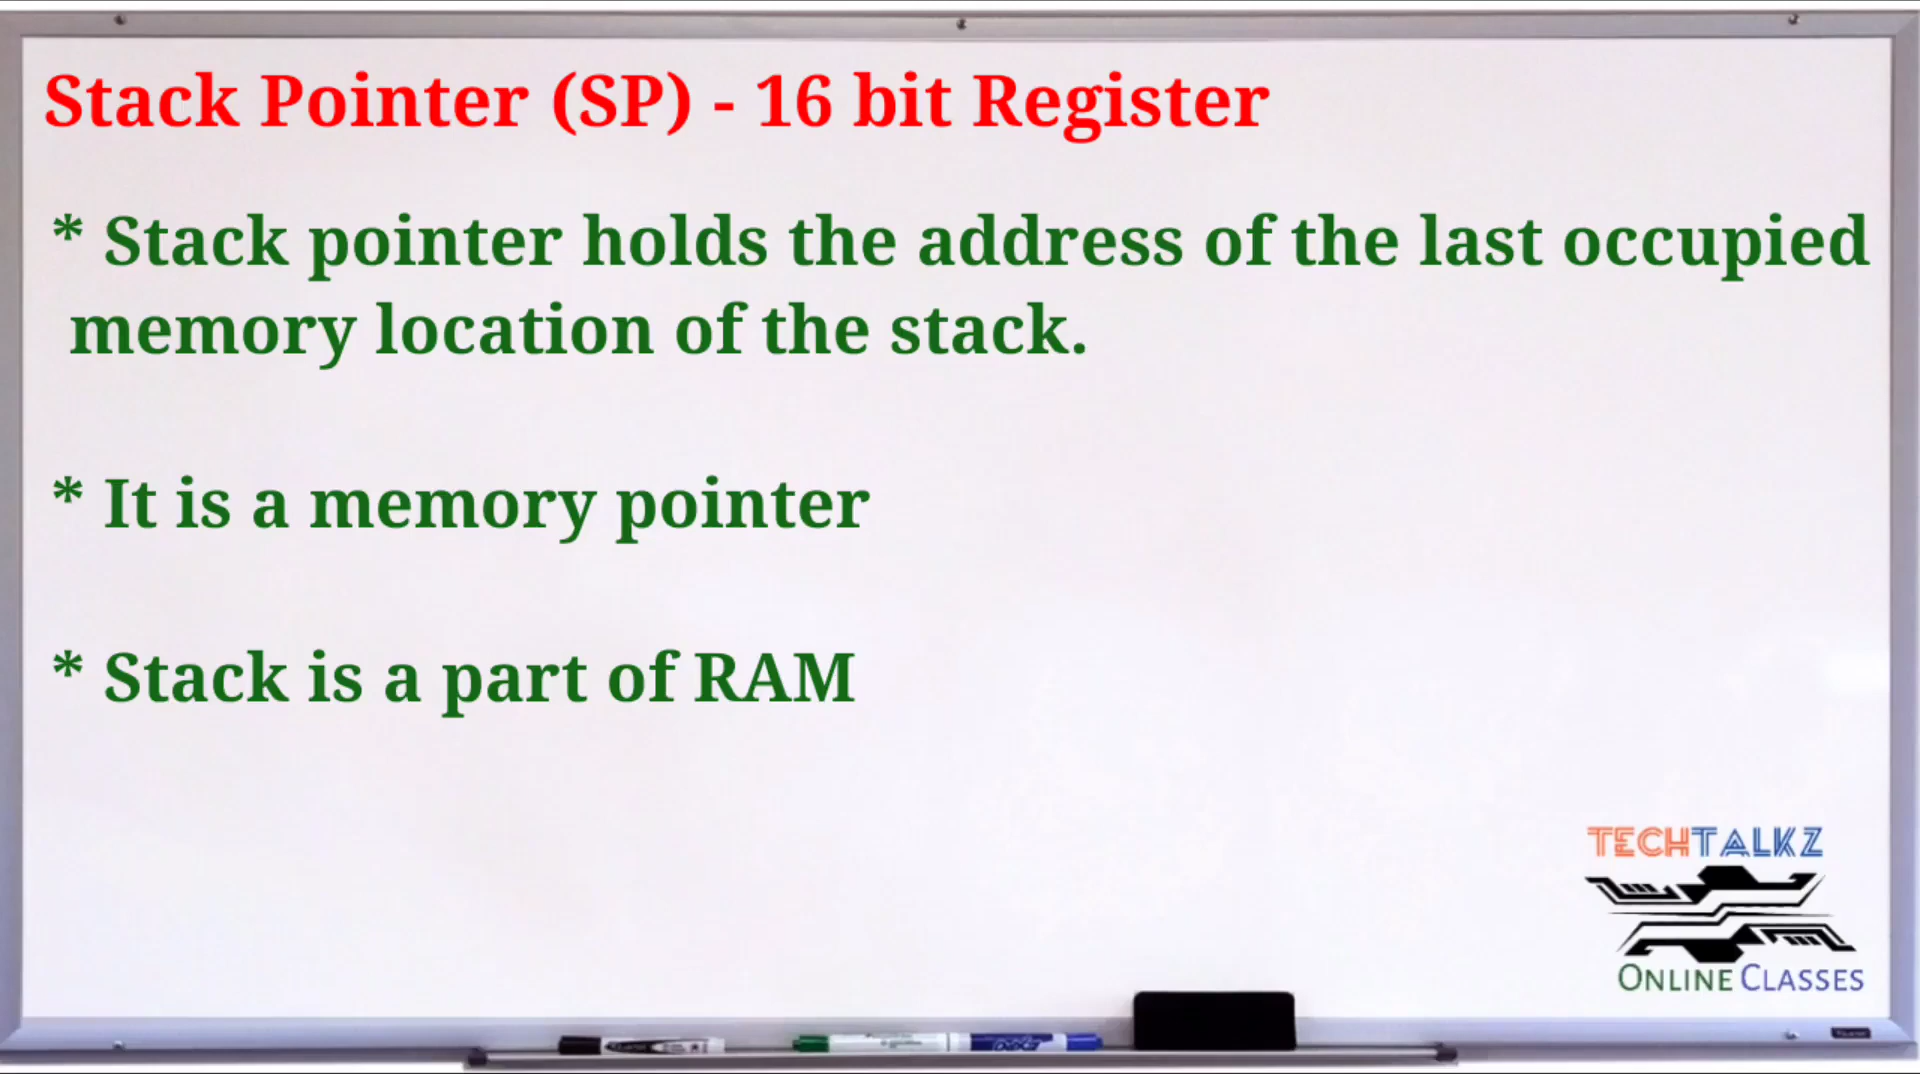 Stack Pointer (SP) - 16 bit Register
* Stack pointer holds the address of the last occupied
memory location of the stack.
* It is a memory pointer
* Stack is a part of RAM
TECHTALKZ
ONLINE CLASSES